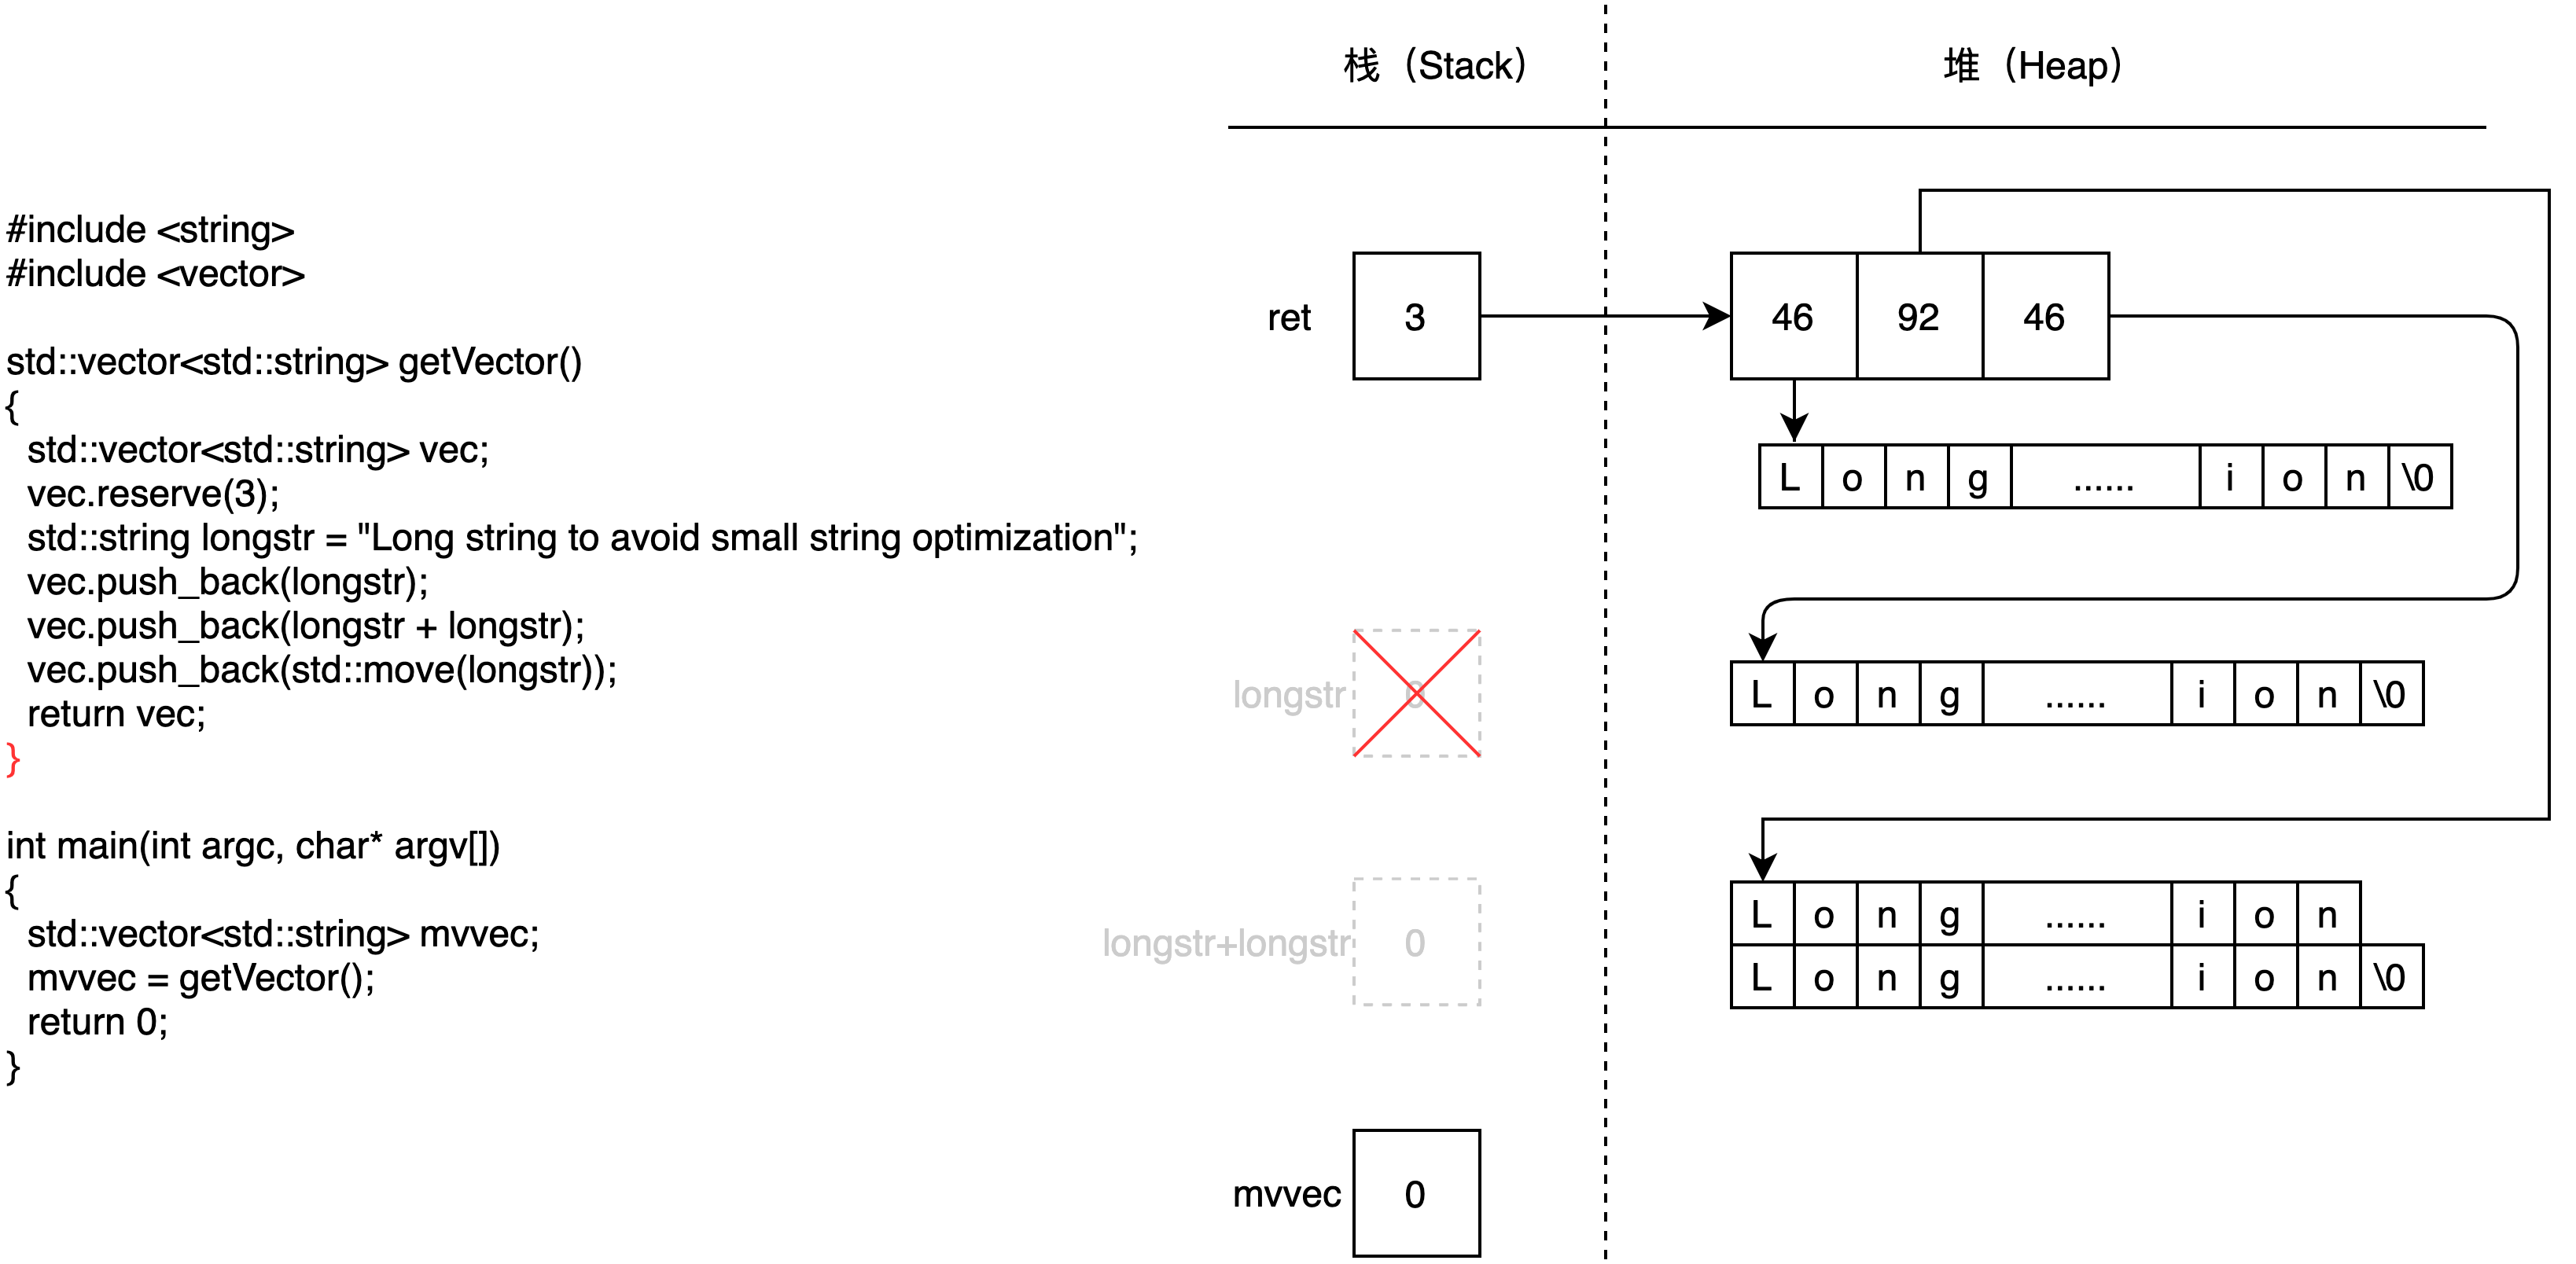 栈（Stack）
堆（Heap）
#include <string>
#include <vector>
std::vector<std::string> getVector()
{
std::vector<std::string> vec;
vec.reserve(3);
std::string longstr = "Long string to avoid small string optimization";
vec.push_back(longstr);
vec.push_back(longstr + longstr);
vec.push_back(std::move(longstr));
return vec;
}
int main(int argc, char* argv[])
{
std::vector<std::string> mvvec;
mvvec = getVector();
return 0;
}
ret 3
46 92 46
L o n g ...... i o n \0
longstr 0
L o n g ...... i o n \0
longstr+longstr 0
L o n g ...... i o n
L o n g ...... i o n \0
mvvec 0